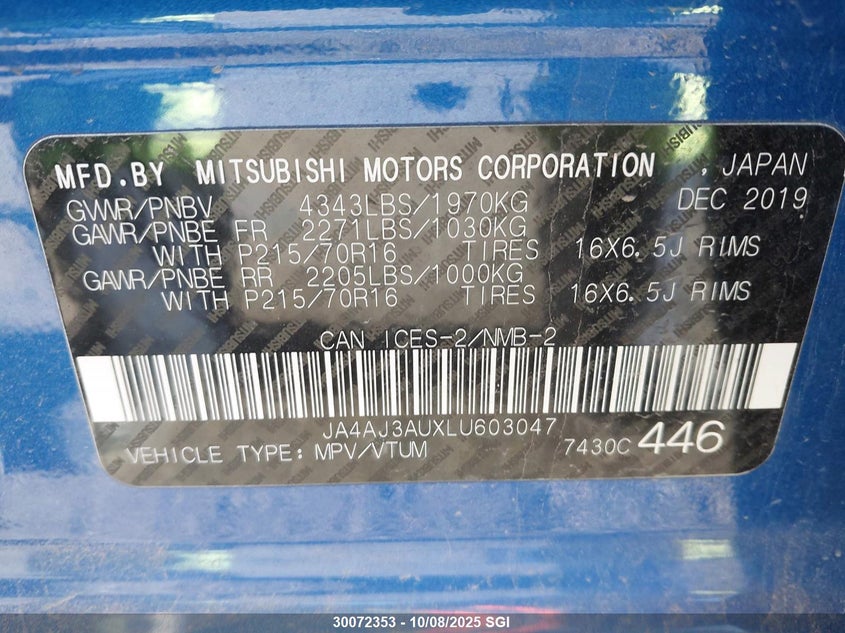 MFD.BY MITSUBISHI MOTORS CORPORATION , JAPAN
GVWR/PNBV 4343LBS/1970KG DEC 2019
GAWR/PNBE FR 2271LBS/1030KG
WITH P215/70R16 TIRES 16X6.5J RIMS
GAWR/PNBE RR 2205LBS/1000KG
WITH P215/70R16 TIRES 16X6.5J RIMS
CAN ICES-2/NMB-2
JA4AJ3AUXLU603047
VEHICLE TYPE: MPV/VTUM 7430C 446
30072353 - 10/08/2025 SGI